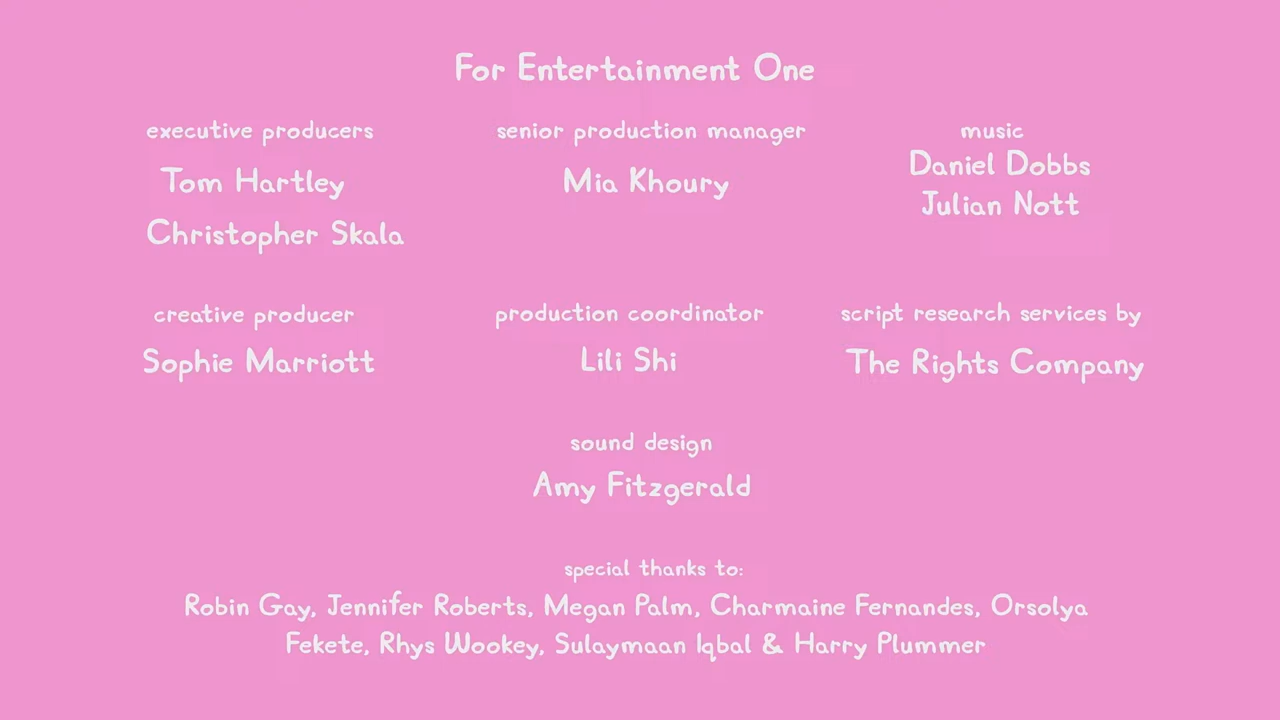 For Entertainment One
executive producers
Tom Hartley
Christopher Skala
senior production manager
Mia Khoury
music
Daniel Dobbs
Julian Nott
creative producer
Sophie Marriott
production coordinator
Lili Shi
script research services by
The Rights Company
sound design
Amy Fitzgerald
special thanks to:
Robin Gay, Jennifer Roberts, Megan Palm, Charmaine Fernandes, Orsolya
Fekete, Rhys Wookey, Sulaymaan Iqbal & Harry Plummer